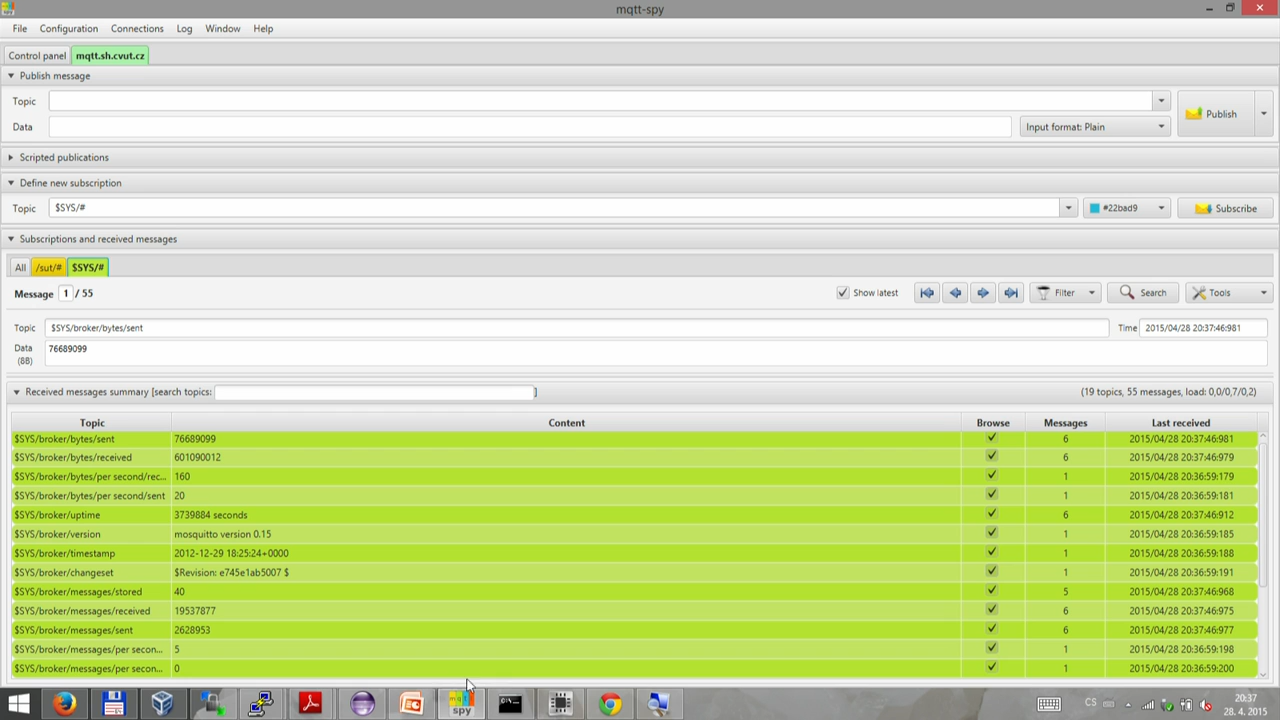 mqtt-spy
File Configuration Connections Log Window Help
Control panel mqtt.sh.cvut.cz
Publish message
Topic
Data Input format: Plain Publish
Scripted publications
Define new subscription
Topic $SYS/# #22bad9 Subscribe
Subscriptions and received messages
All /sut/# $SYS/#
Message 1 / 55 Show latest Filter Search Tools
Topic $SYS/broker/bytes/sent Time 2015/04/28 20:37:46:981
Data 76689099
(8B)
Received messages summary [search topics: ] (19 topics, 55 messages, load: 0,0/0,7/0,2)
Topic Content Browse Messages Last received
$SYS/broker/bytes/sent 76689099 6 2015/04/28 20:37:46:981
$SYS/broker/bytes/received 601090012 6 2015/04/28 20:37:46:979
$SYS/broker/bytes/per second/rec... 160 1 2015/04/28 20:36:59:179
$SYS/broker/bytes/per second/sent 20 1 2015/04/28 20:36:59:181
$SYS/broker/uptime 3739884 seconds 6 2015/04/28 20:37:46:912
$SYS/broker/version mosquitto version 0.15 1 2015/04/28 20:36:59:185
$SYS/broker/timestamp 2012-12-29 18:25:24+0000 1 2015/04/28 20:36:59:188
$SYS/broker/changeset $Revision: e745e1ab5007 $ 1 2015/04/28 20:36:59:191
$SYS/broker/messages/stored 40 5 2015/04/28 20:37:46:968
$SYS/broker/messages/received 19537877 6 2015/04/28 20:37:46:975
$SYS/broker/messages/sent 2628953 6 2015/04/28 20:37:46:977
$SYS/broker/messages/per secon... 5 1 2015/04/28 20:36:59:198
$SYS/broker/messages/per secon... 0 1 2015/04/28 20:36:59:200
mqtt
spy
CS
20:37
28. 4. 2015